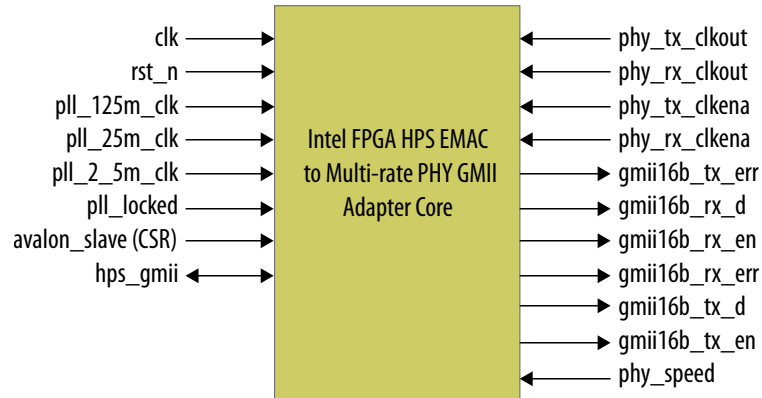 clk
rst_n
pll_125m_clk
pll_25m_clk
pll_2_5m_clk
pll_locked
avalon_slave (CSR)
hps_gmii
Intel FPGA HPS EMAC
to Multi-rate PHY GMII
Adapter Core
phy_tx_clkout
phy_rx_clkout
phy_tx_clkena
phy_rx_clkena
gmii16b_tx_err
gmii16b_rx_d
gmii16b_rx_en
gmii16b_rx_err
gmii16b_tx_d
gmii16b_tx_en
phy_speed